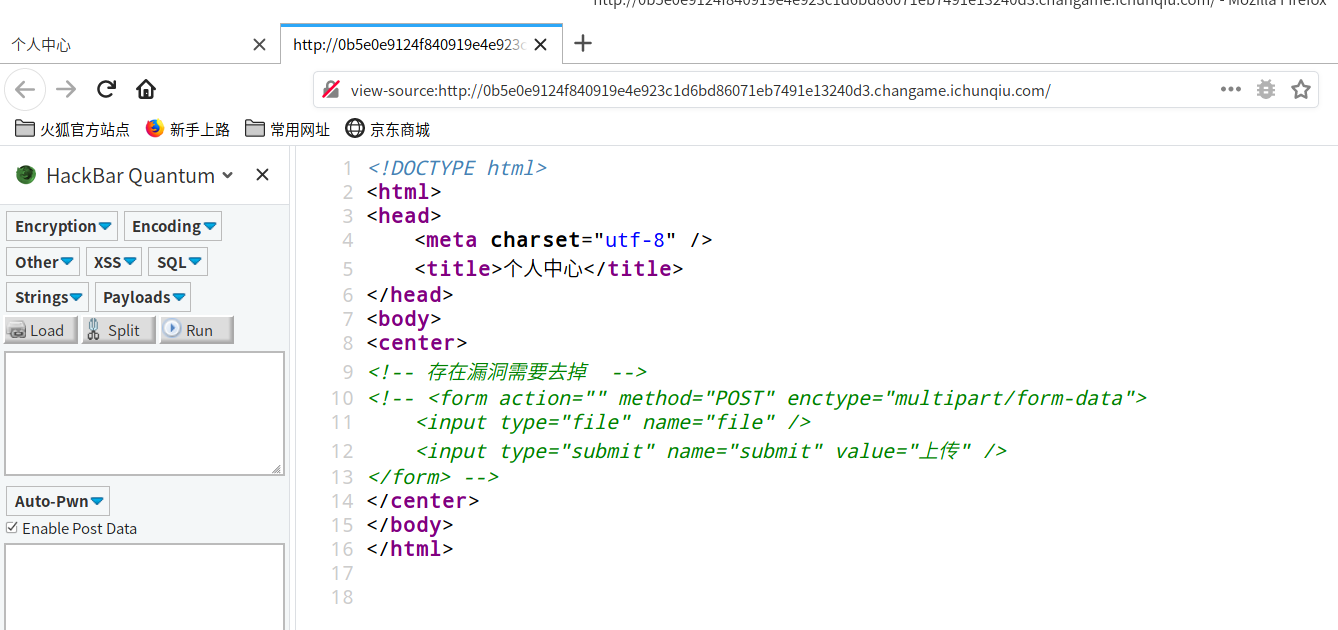 http://0b5e0e9124f840919e4e923c1d6bd86071eb7491e13240d3.changame.ichunqiu.com/ - Mozilla Firefox
个人中心
http://0b5e0e9124f840919e4e923c
view-source:http://0b5e0e9124f840919e4e923c1d6bd86071eb7491e13240d3.changame.ichunqiu.com/
火狐官方站点 新手上路 常用网址 京东商城
HackBar Quantum
Encryption Encoding
Other XSS SQL
Strings Payloads
Load Split Run
Auto-Pwn
Enable Post Data
1 <!DOCTYPE html>
2 <html>
3 <head>
4 <meta charset="utf-8" />
5 <title>个人中心</title>
6 </head>
7 <body>
8 <center>
9 <!-- 存在漏洞需要去掉  -->
10 <!-- <form action="" method="POST" enctype="multipart/form-data">
11 <input type="file" name="file" />
12 <input type="submit" name="submit" value="上传" />
13 </form> -->
14 </center>
15 </body>
16 </html>
17
18